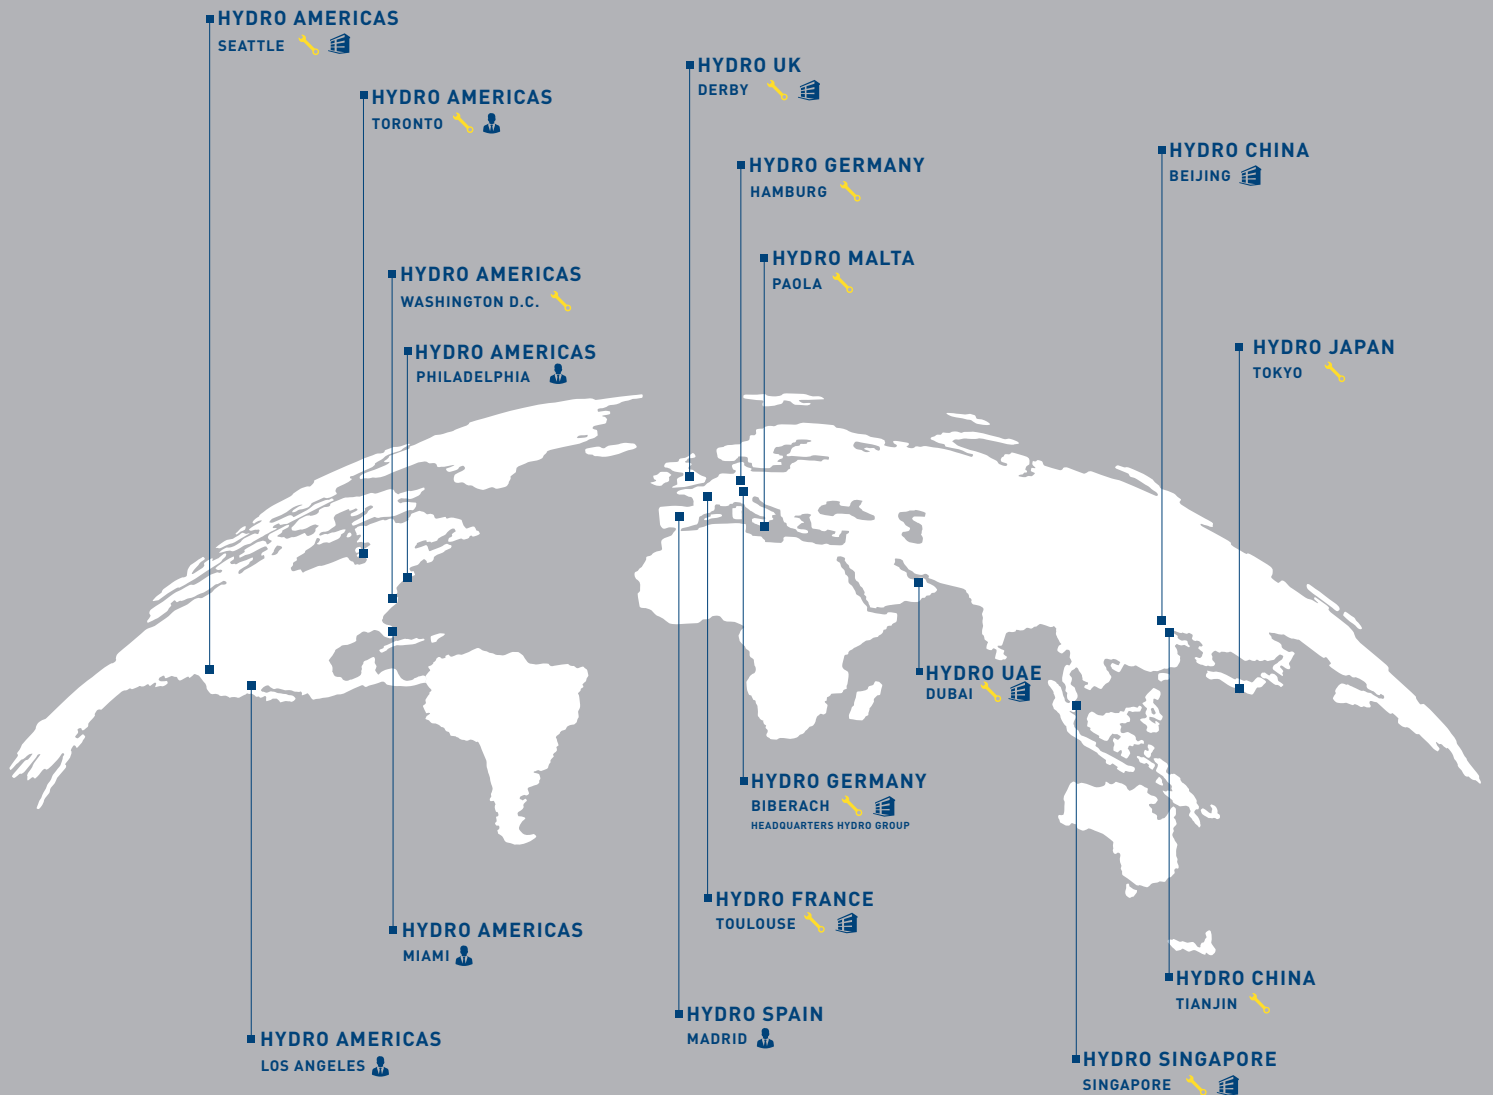 HYDRO AMERICAS
SEATTLE
HYDRO UK
DERBY
HYDRO AMERICAS
TORONTO
HYDRO CHINA
BEIJING
HYDRO GERMANY
HAMBURG
HYDRO MALTA
PAOLA
HYDRO AMERICAS
WASHINGTON D.C.
HYDRO JAPAN
TOKYO
HYDRO AMERICAS
PHILADELPHIA
HYDRO UAE
DUBAI
HYDRO GERMANY
BIBERACH
HEADQUARTERS HYDRO GROUP
HYDRO FRANCE
TOULOUSE
HYDRO AMERICAS
MIAMI
HYDRO CHINA
TIANJIN
HYDRO SPAIN
MADRID
HYDRO AMERICAS
LOS ANGELES
HYDRO SINGAPORE
SINGAPORE